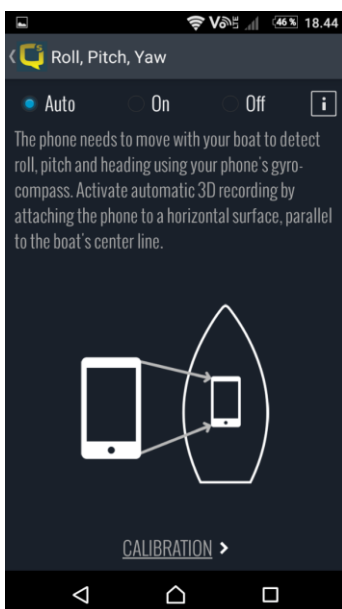 46% 18.44
Roll, Pitch, Yaw
Auto On Off i
The phone needs to move with your boat to detect
roll, pitch and heading using your phone's gyro-
compass. Activate automatic 3D recording by
attaching the phone to a horizontal surface, parallel
to the boat's center line.
CALIBRATION >